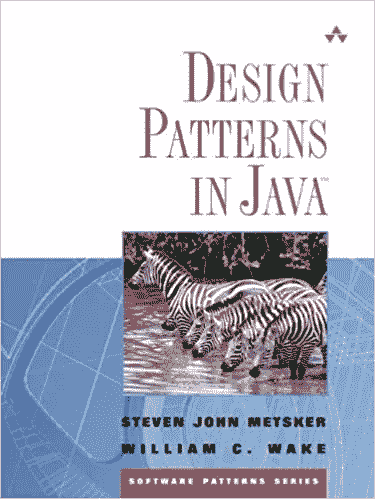 DESIGN
PATTERNS
IN JAVA™
STEVEN JOHN METSKER
WILLIAM C. WAKE
SOFTWARE PATTERNS SERIES